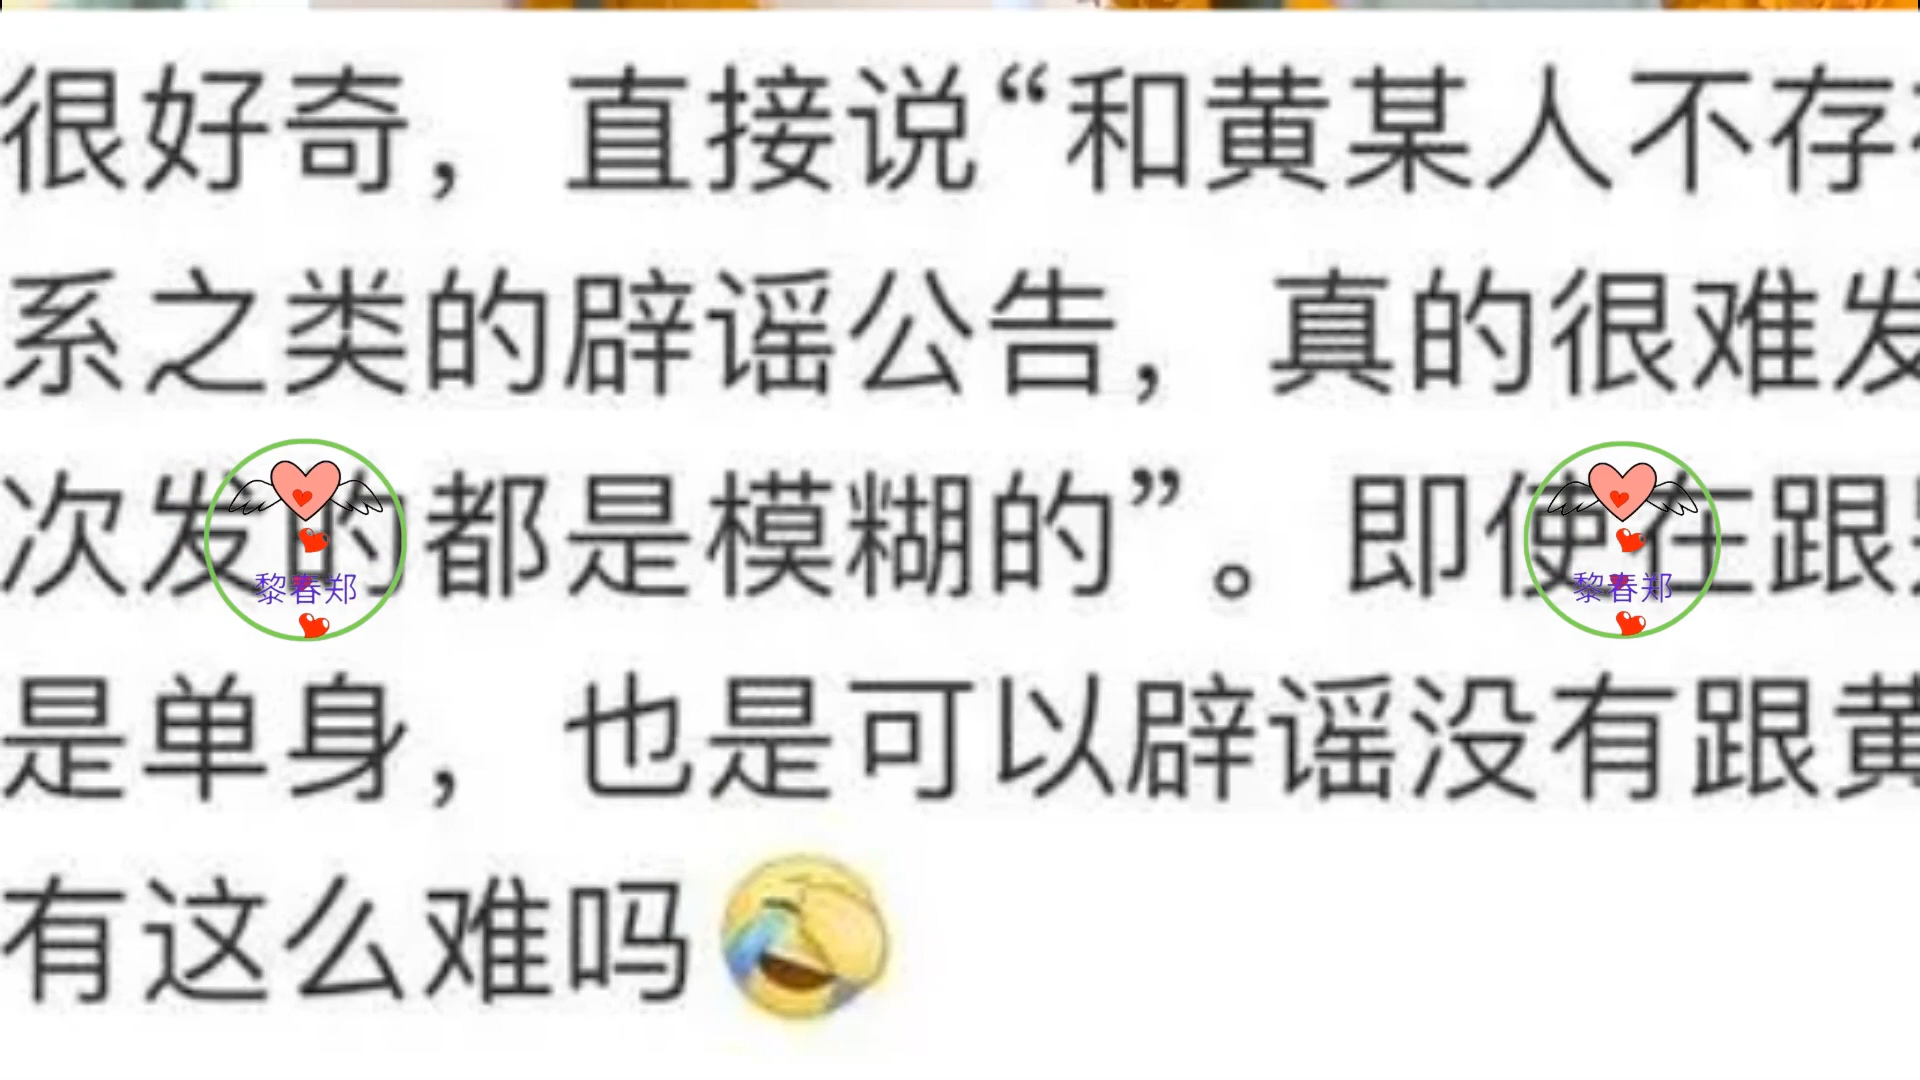 很好奇，直接说“和黄某人不存
系之类的辟谣公告，真的很难发
次发的都是模糊的”。即使在跟
是单身，也是可以辟谣没有跟黄
有这么难吗
黎春郑
黎春郑